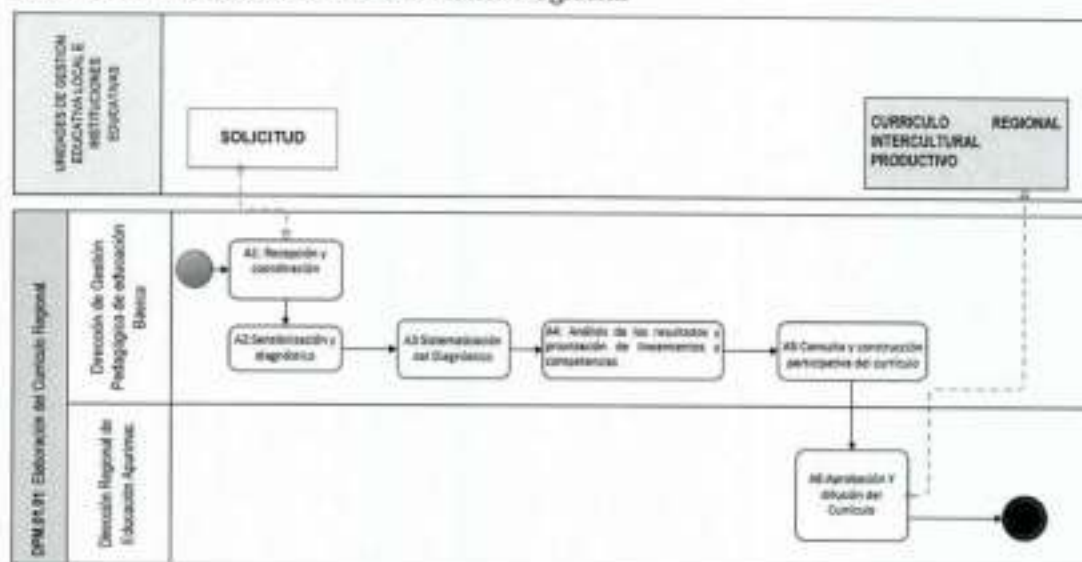 UNIDADES DE GESTION
EDUCATIVA LOCAL E
INSTITUCIONES
EDUCATIVAS
SOLICITUD
CURRICULO REGIONAL
INTERCULTURAL
PRODUCTIVO
DPM.01.01: Elaboracion del Curriculo Regional
Dirección de Gestión
Pedagógica de educación
Básica
A1: Recepción y
coordinación
A2:Sensibilización y
diagnóstico
A3:Sistematización
del Diagnóstico
A4: Análisis de los resultados y
priorización de lineamientos y
competencias
A5:Consulta y construcción
participativa del currículo
Dirección Regional de
Educación Apurímac
A6:Aprobación Y
difusión del
Currículo